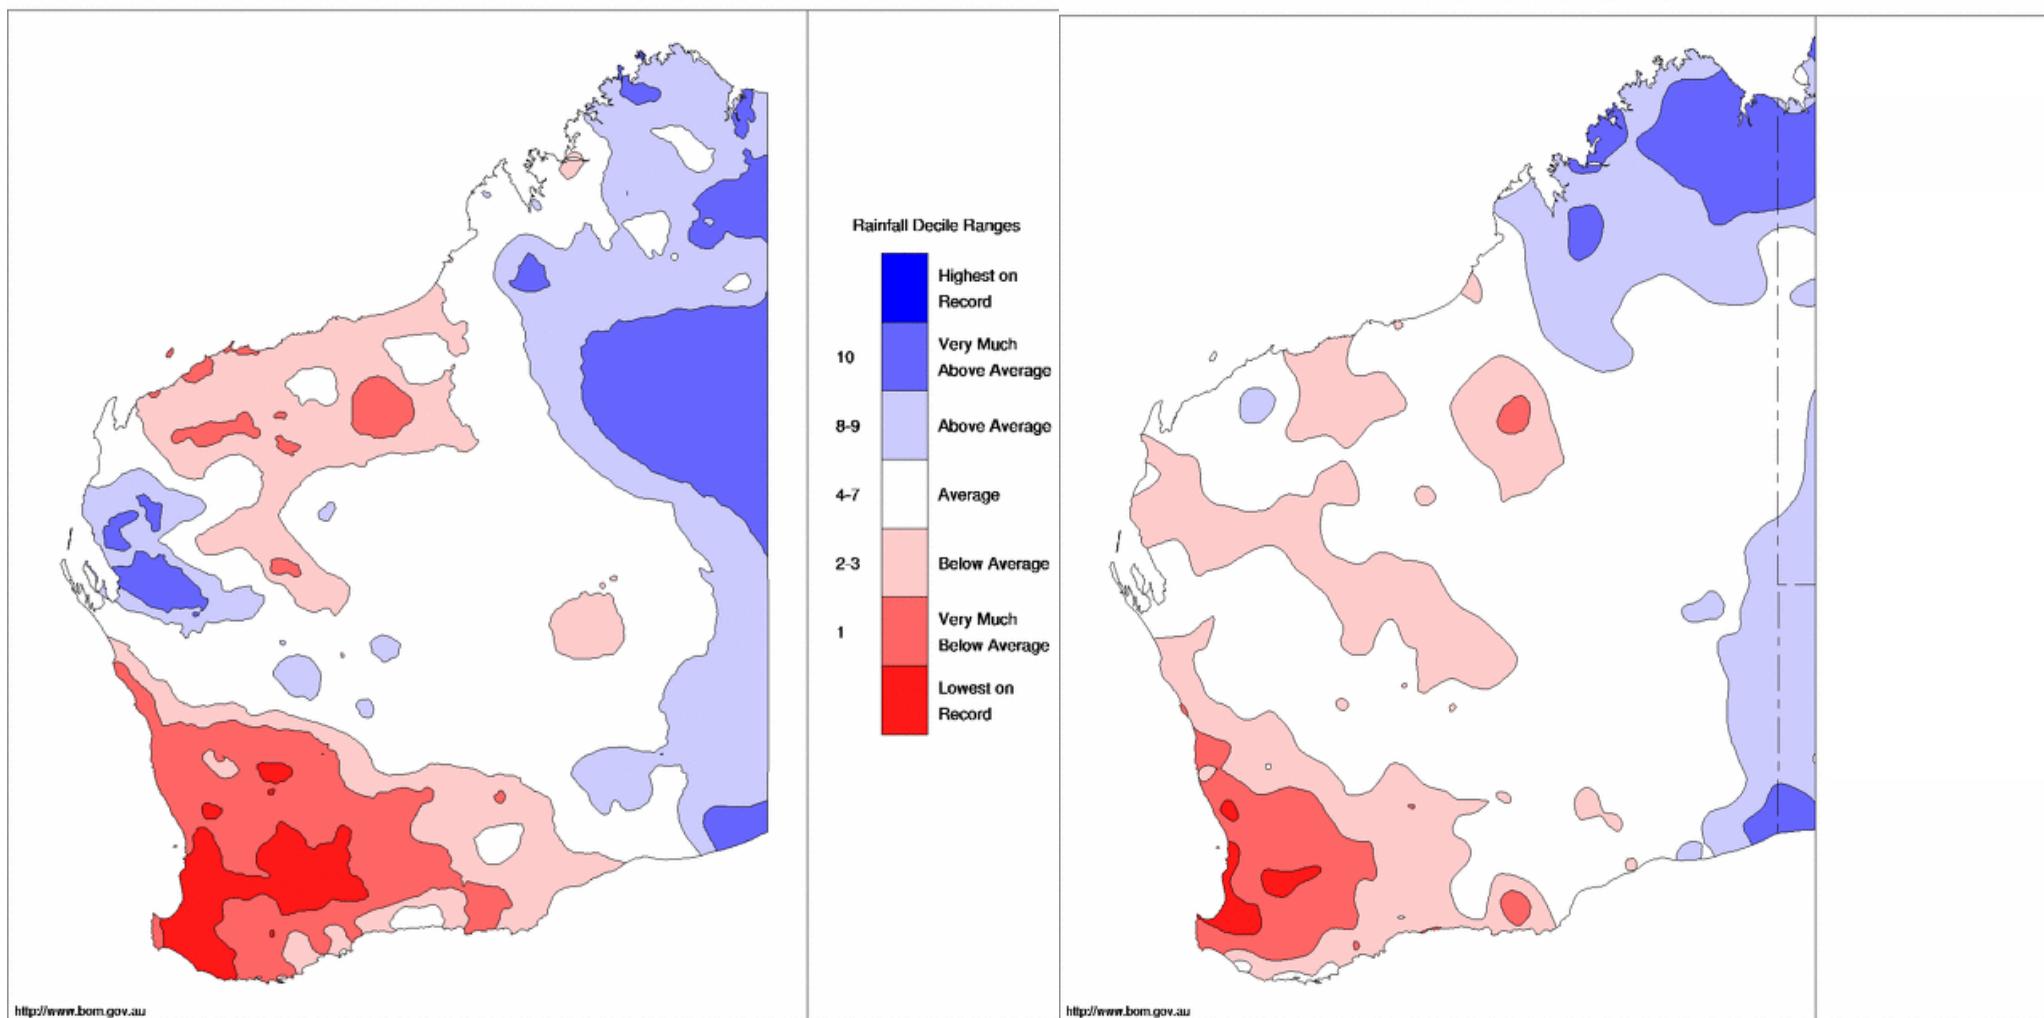 Rainfall Decile Ranges
Highest on
Record
10
Very Much
Above Average
8-9
Above Average
4-7
Average
2-3
Below Average
1
Very Much
Below Average
Lowest on
Record
http://www.bom.gov.au
http://www.bom.gov.au